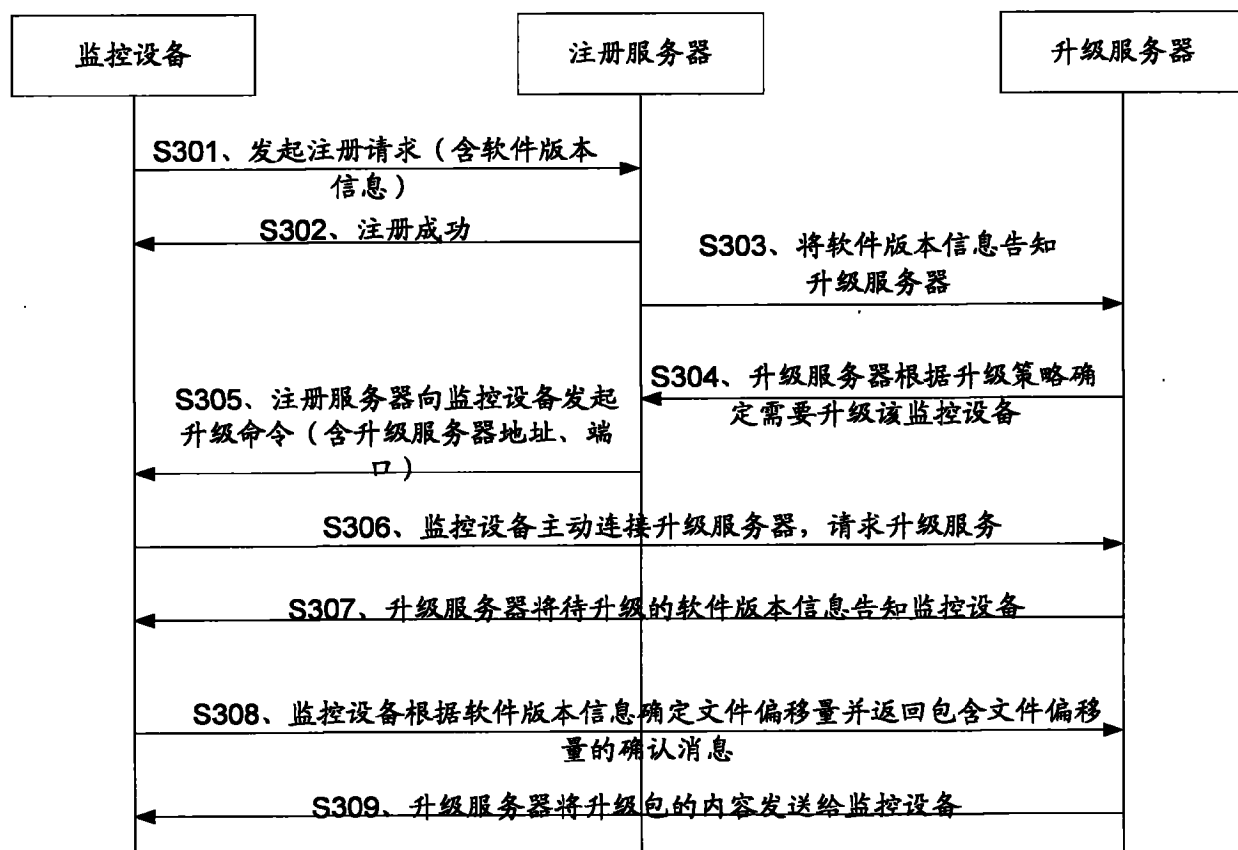 监控设备
注册服务器
升级服务器
S301、发起注册请求（含软件版本
信息）
S302、注册成功
S303、将软件版本信息告知
升级服务器
S304、升级服务器根据升级策略确
定需要升级该监控设备
S305、注册服务器向监控设备发起
升级命令（含升级服务器地址、端
口）
S306、监控设备主动连接升级服务器，请求升级服务
S307、升级服务器将待升级的软件版本信息告知监控设备
S308、监控设备根据软件版本信息确定文件偏移量并返回包含文件偏移
量的确认消息
S309、升级服务器将升级包的内容发送给监控设备